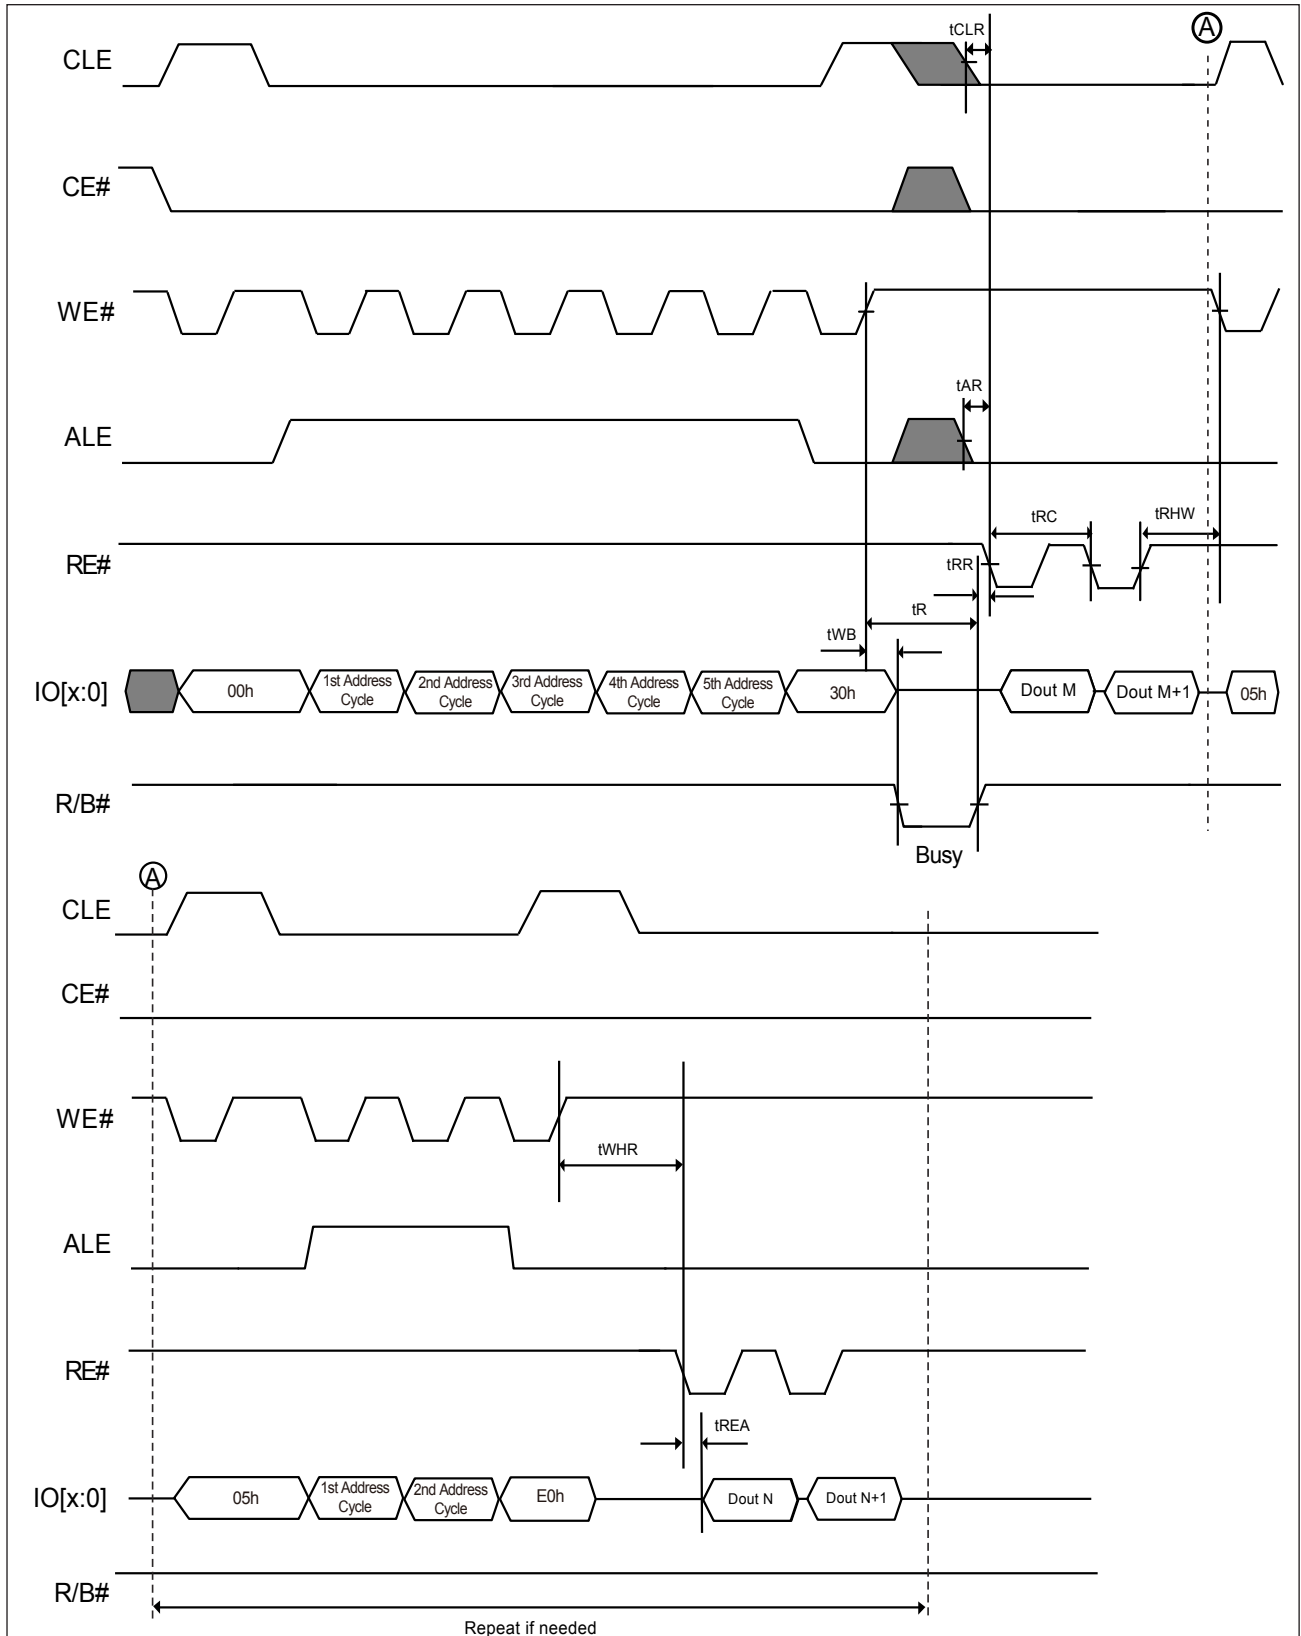 tCLR
A
CLE
CE#
WE#
tAR
ALE
tRC
tRHW
RE#
tRR
tR
tWB
IO[x:0]
00h
1st Address
Cycle
2nd Address
Cycle
3rd Address
Cycle
4th Address
Cycle
5th Address
Cycle
30h
Dout M
Dout M+1
05h
R/B#
Busy
A
CLE
CE#
WE#
tWHR
ALE
RE#
tREA
IO[x:0]
05h
1st Address
Cycle
2nd Address
Cycle
E0h
Dout N
Dout N+1
R/B#
Repeat if needed